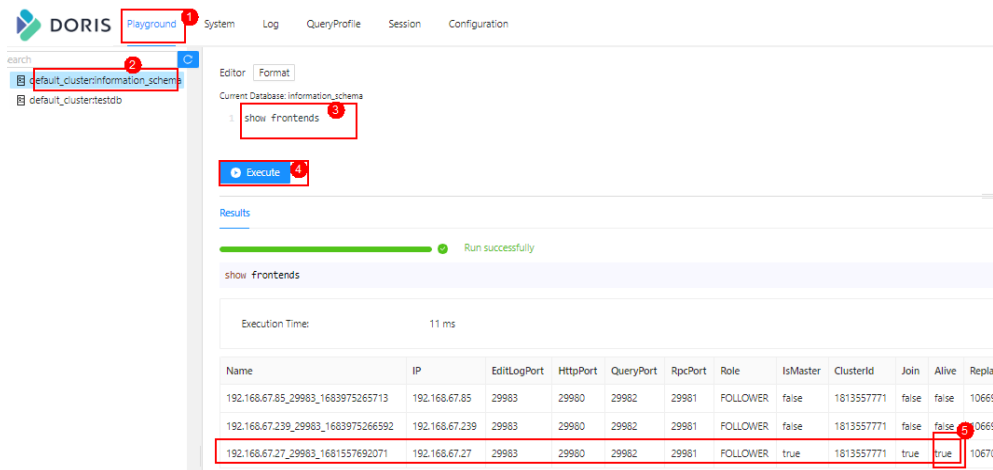 DORIS Playground 1 System Log QueryProfile Session Configuration
earch
2
default_cluster:information_schema
default_cluster:testdb
Editor Format
Current Database: information_schema
3
1 show frontends
Execute 4
Results
Run successfully
show frontends
Execution Time: 11 ms
Name IP EditLogPort HttpPort QueryPort RpcPort Role IsMaster ClusterId Join Alive Repla
192.168.67.85_29983_1683975265713 192.168.67.85 29983 29980 29982 29981 FOLLOWER false 1813557771 false false 10669
192.168.67.239_29983_1683975266592 192.168.67.239 29983 29980 29982 29981 FOLLOWER false 1813557771 false false 10669
5
192.168.67.27_29983_1681557692071 192.168.67.27 29983 29980 29982 29981 FOLLOWER true 1813557771 true true 10670